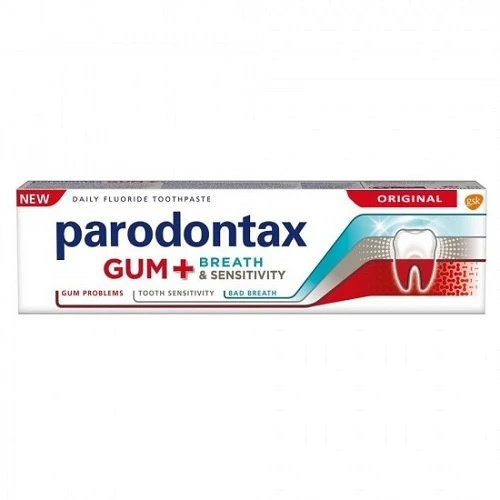 NEW DAILY FLUORIDE TOOTHPASTE ORIGINAL gsk
parodontax
GUM + BREATH & SENSITIVITY
GUM PROBLEMS TOOTH SENSITIVITY BAD BREATH